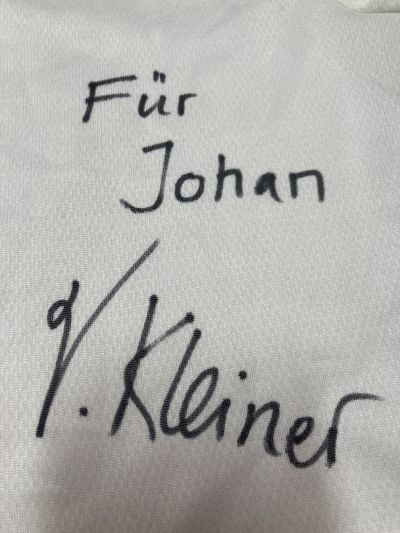 Für
Johan
V. Kleiner